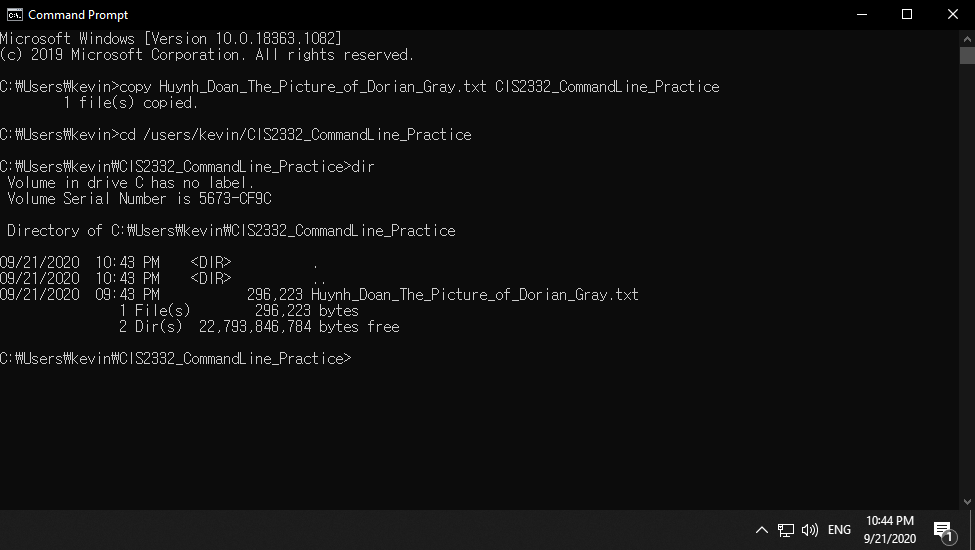 Command Prompt
Microsoft Windows [Version 10.0.18363.1082]
(c) 2019 Microsoft Corporation. All rights reserved.
C:₩Users₩kevin>copy Huynh_Doan_The_Picture_of_Dorian_Gray.txt CIS2332_CommandLine_Practice
        1 file(s) copied.
C:₩Users₩kevin>cd /users/kevin/CIS2332_CommandLine_Practice
C:₩Users₩kevin₩CIS2332_CommandLine_Practice>dir
 Volume in drive C has no label.
 Volume Serial Number is 5673-CF9C
 Directory of C:₩Users₩kevin₩CIS2332_CommandLine_Practice
09/21/2020  10:43 PM    <DIR>          .
09/21/2020  10:43 PM    <DIR>          ..
09/21/2020  09:43 PM           296,223 Huynh_Doan_The_Picture_of_Dorian_Gray.txt
               1 File(s)        296,223 bytes
               2 Dir(s)  22,793,846,784 bytes free
C:₩Users₩kevin₩CIS2332_CommandLine_Practice>
ENG
10:44 PM
9/21/2020
1